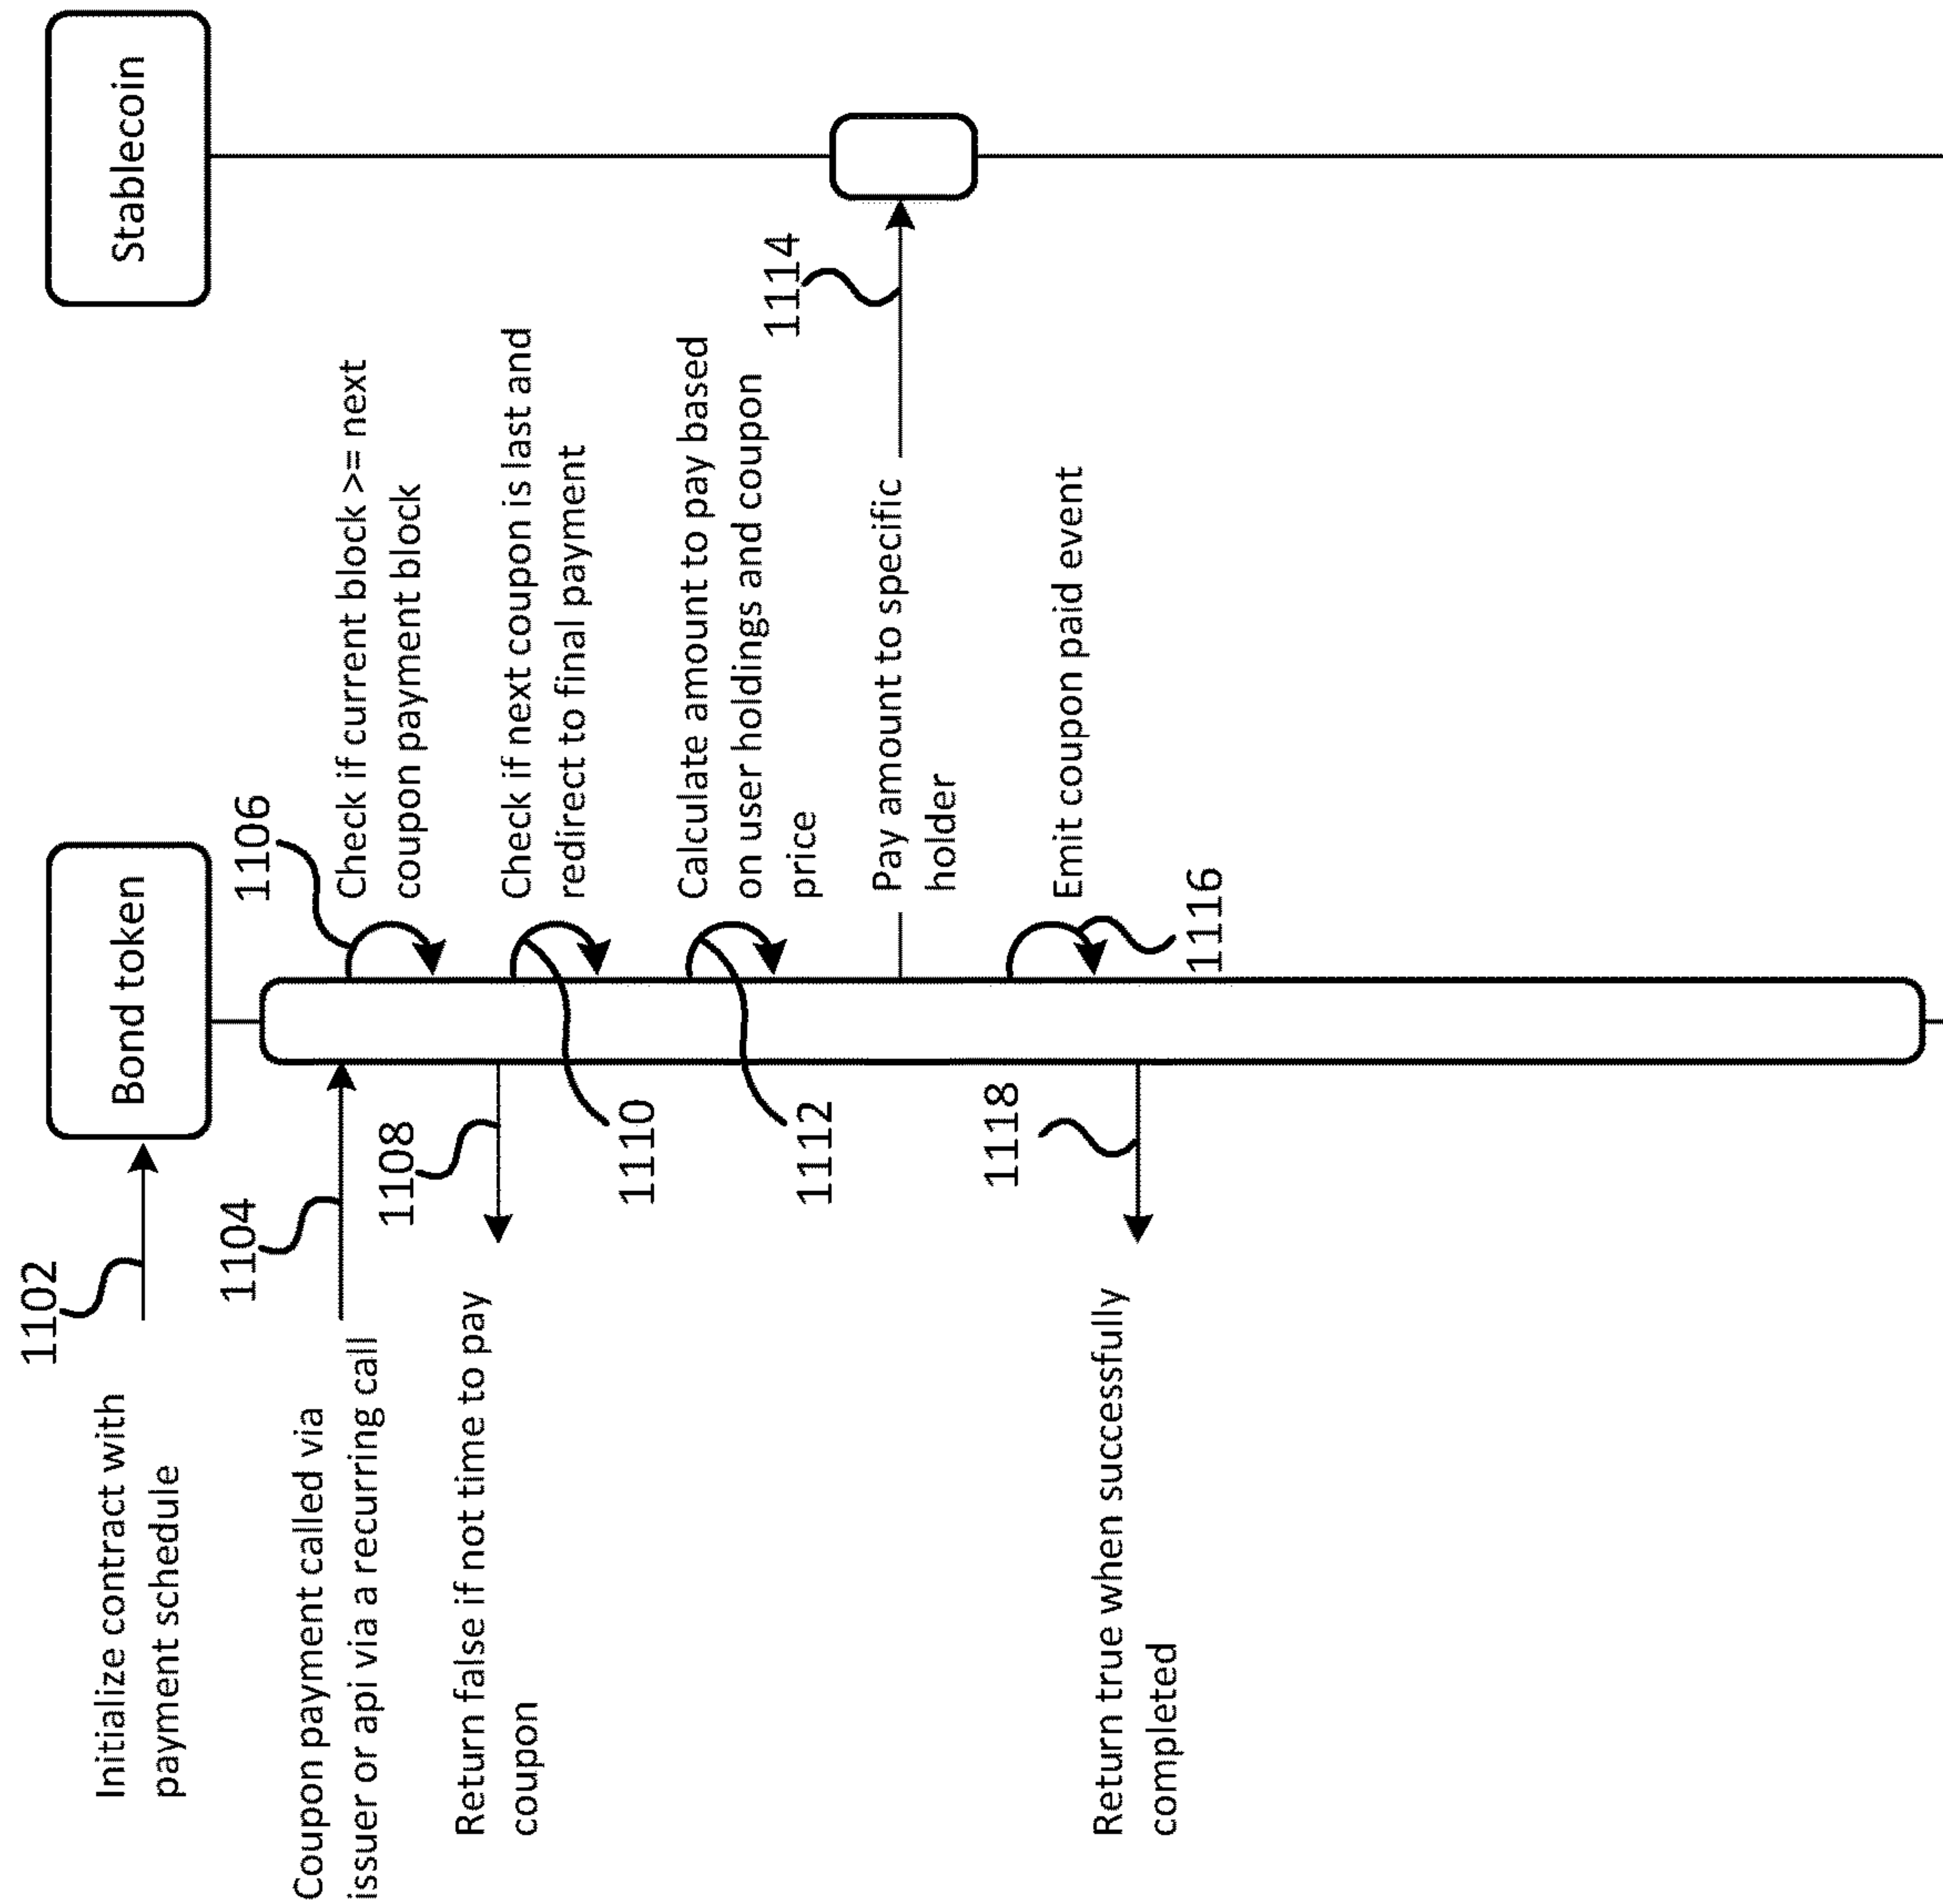 1102
Initialize contract with
payment schedule
Bond token
Stablecoin
1104
Coupon payment called via
issuer or api via a recurring call
1106
Check if current block >= next
coupon payment block
1108
Return false if not time to pay
coupon
1110
Check if next coupon is last and
redirect to final payment
1112
Calculate amount to pay based
on user holdings and coupon
price
1114
Pay amount to specific
holder
1116
Emit coupon paid event
1118
Return true when successfully
completed